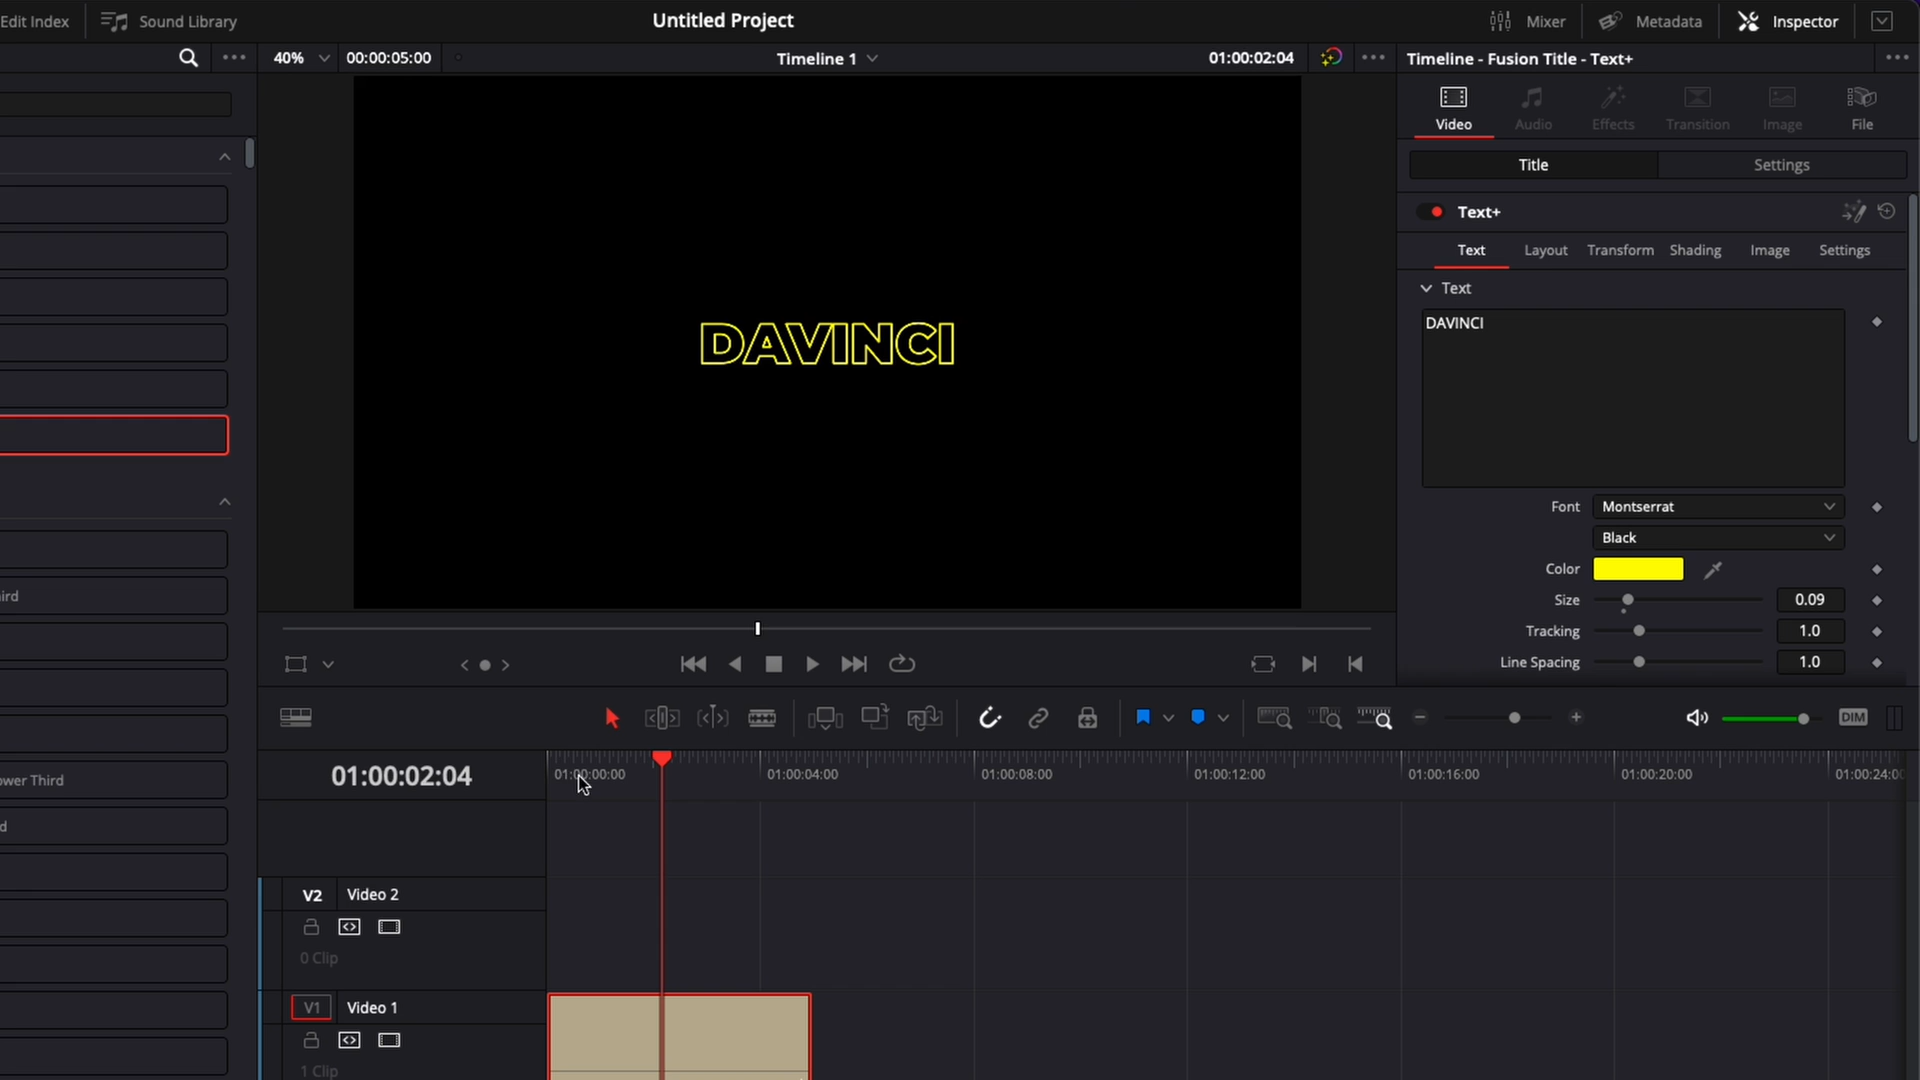 Edit Index
Sound Library
Untitled Project
Mixer
Metadata
Inspector
40%
00:00:05:00
Timeline 1
01:00:02:04
Timeline - Fusion Title - Text+
Video
Audio
Effects
Transition
Image
File
Title
Settings
Text+
Text
Layout
Transform
Shading
Image
Settings
Text
DAVINCI
DAVINCI
Font
Montserrat
Black
Color
Size
0.09
Tracking
1.0
Line Spacing
1.0
ird
ower Third
d
DIM
01:00:02:04
01:00:00:00
01:00:04:00
01:00:08:00
01:00:12:00
01:00:16:00
01:00:20:00
01:00:24:00
V2
Video 2
0 Clip
V1
Video 1
1 Clip